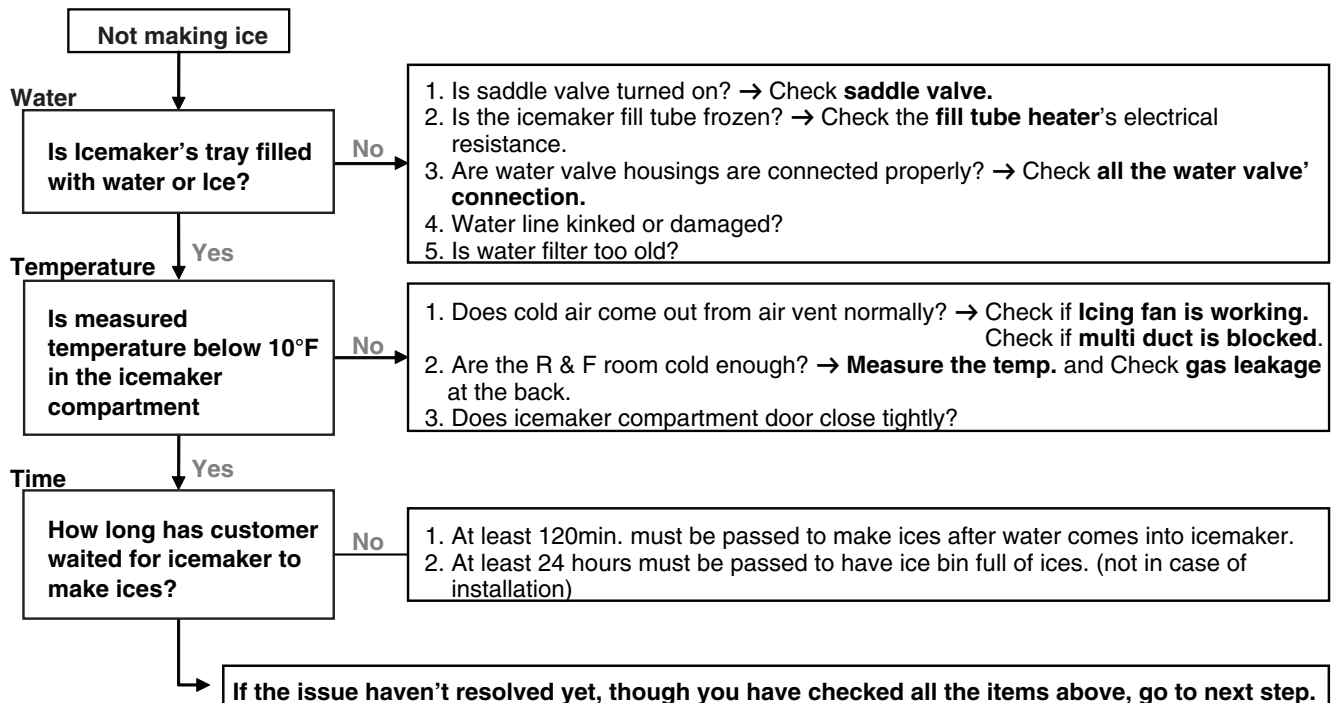 Not making ice
Water
Is Icemaker's tray filled
with water or Ice?
No
1. Is saddle valve turned on? → Check saddle valve.
2. Is the icemaker fill tube frozen? → Check the fill tube heater's electrical
resistance.
3. Are water valve housings are connected properly? → Check all the water valve'
connection.
4. Water line kinked or damaged?
5. Is water filter too old?
Yes
Temperature
Is measured
temperature below 10°F
in the icemaker
compartment
No
1. Does cold air come out from air vent normally? → Check if Icing fan is working.
Check if multi duct is blocked.
2. Are the R & F room cold enough? → Measure the temp. and Check gas leakage
at the back.
3. Does icemaker compartment door close tightly?
Yes
Time
How long has customer
waited for icemaker to
make ices?
No
1. At least 120min. must be passed to make ices after water comes into icemaker.
2. At least 24 hours must be passed to have ice bin full of ices. (not in case of
installation)
If the issue haven't resolved yet, though you have checked all the items above, go to next step.